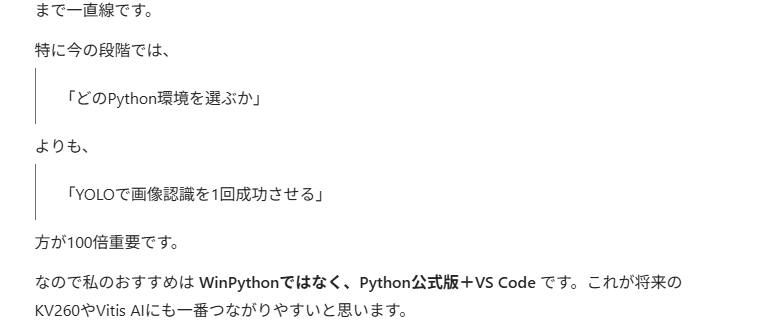 まで一直線です。
特に今の段階では、
「どのPython環境を選ぶか」
よりも、
「YOLOで画像認識を1回成功させる」
方が100倍重要です。
なので私のおすすめは WinPythonではなく、Python公式版＋VS Code です。これが将来の
KV260やVitis AIにも一番つながりやすいと思います。